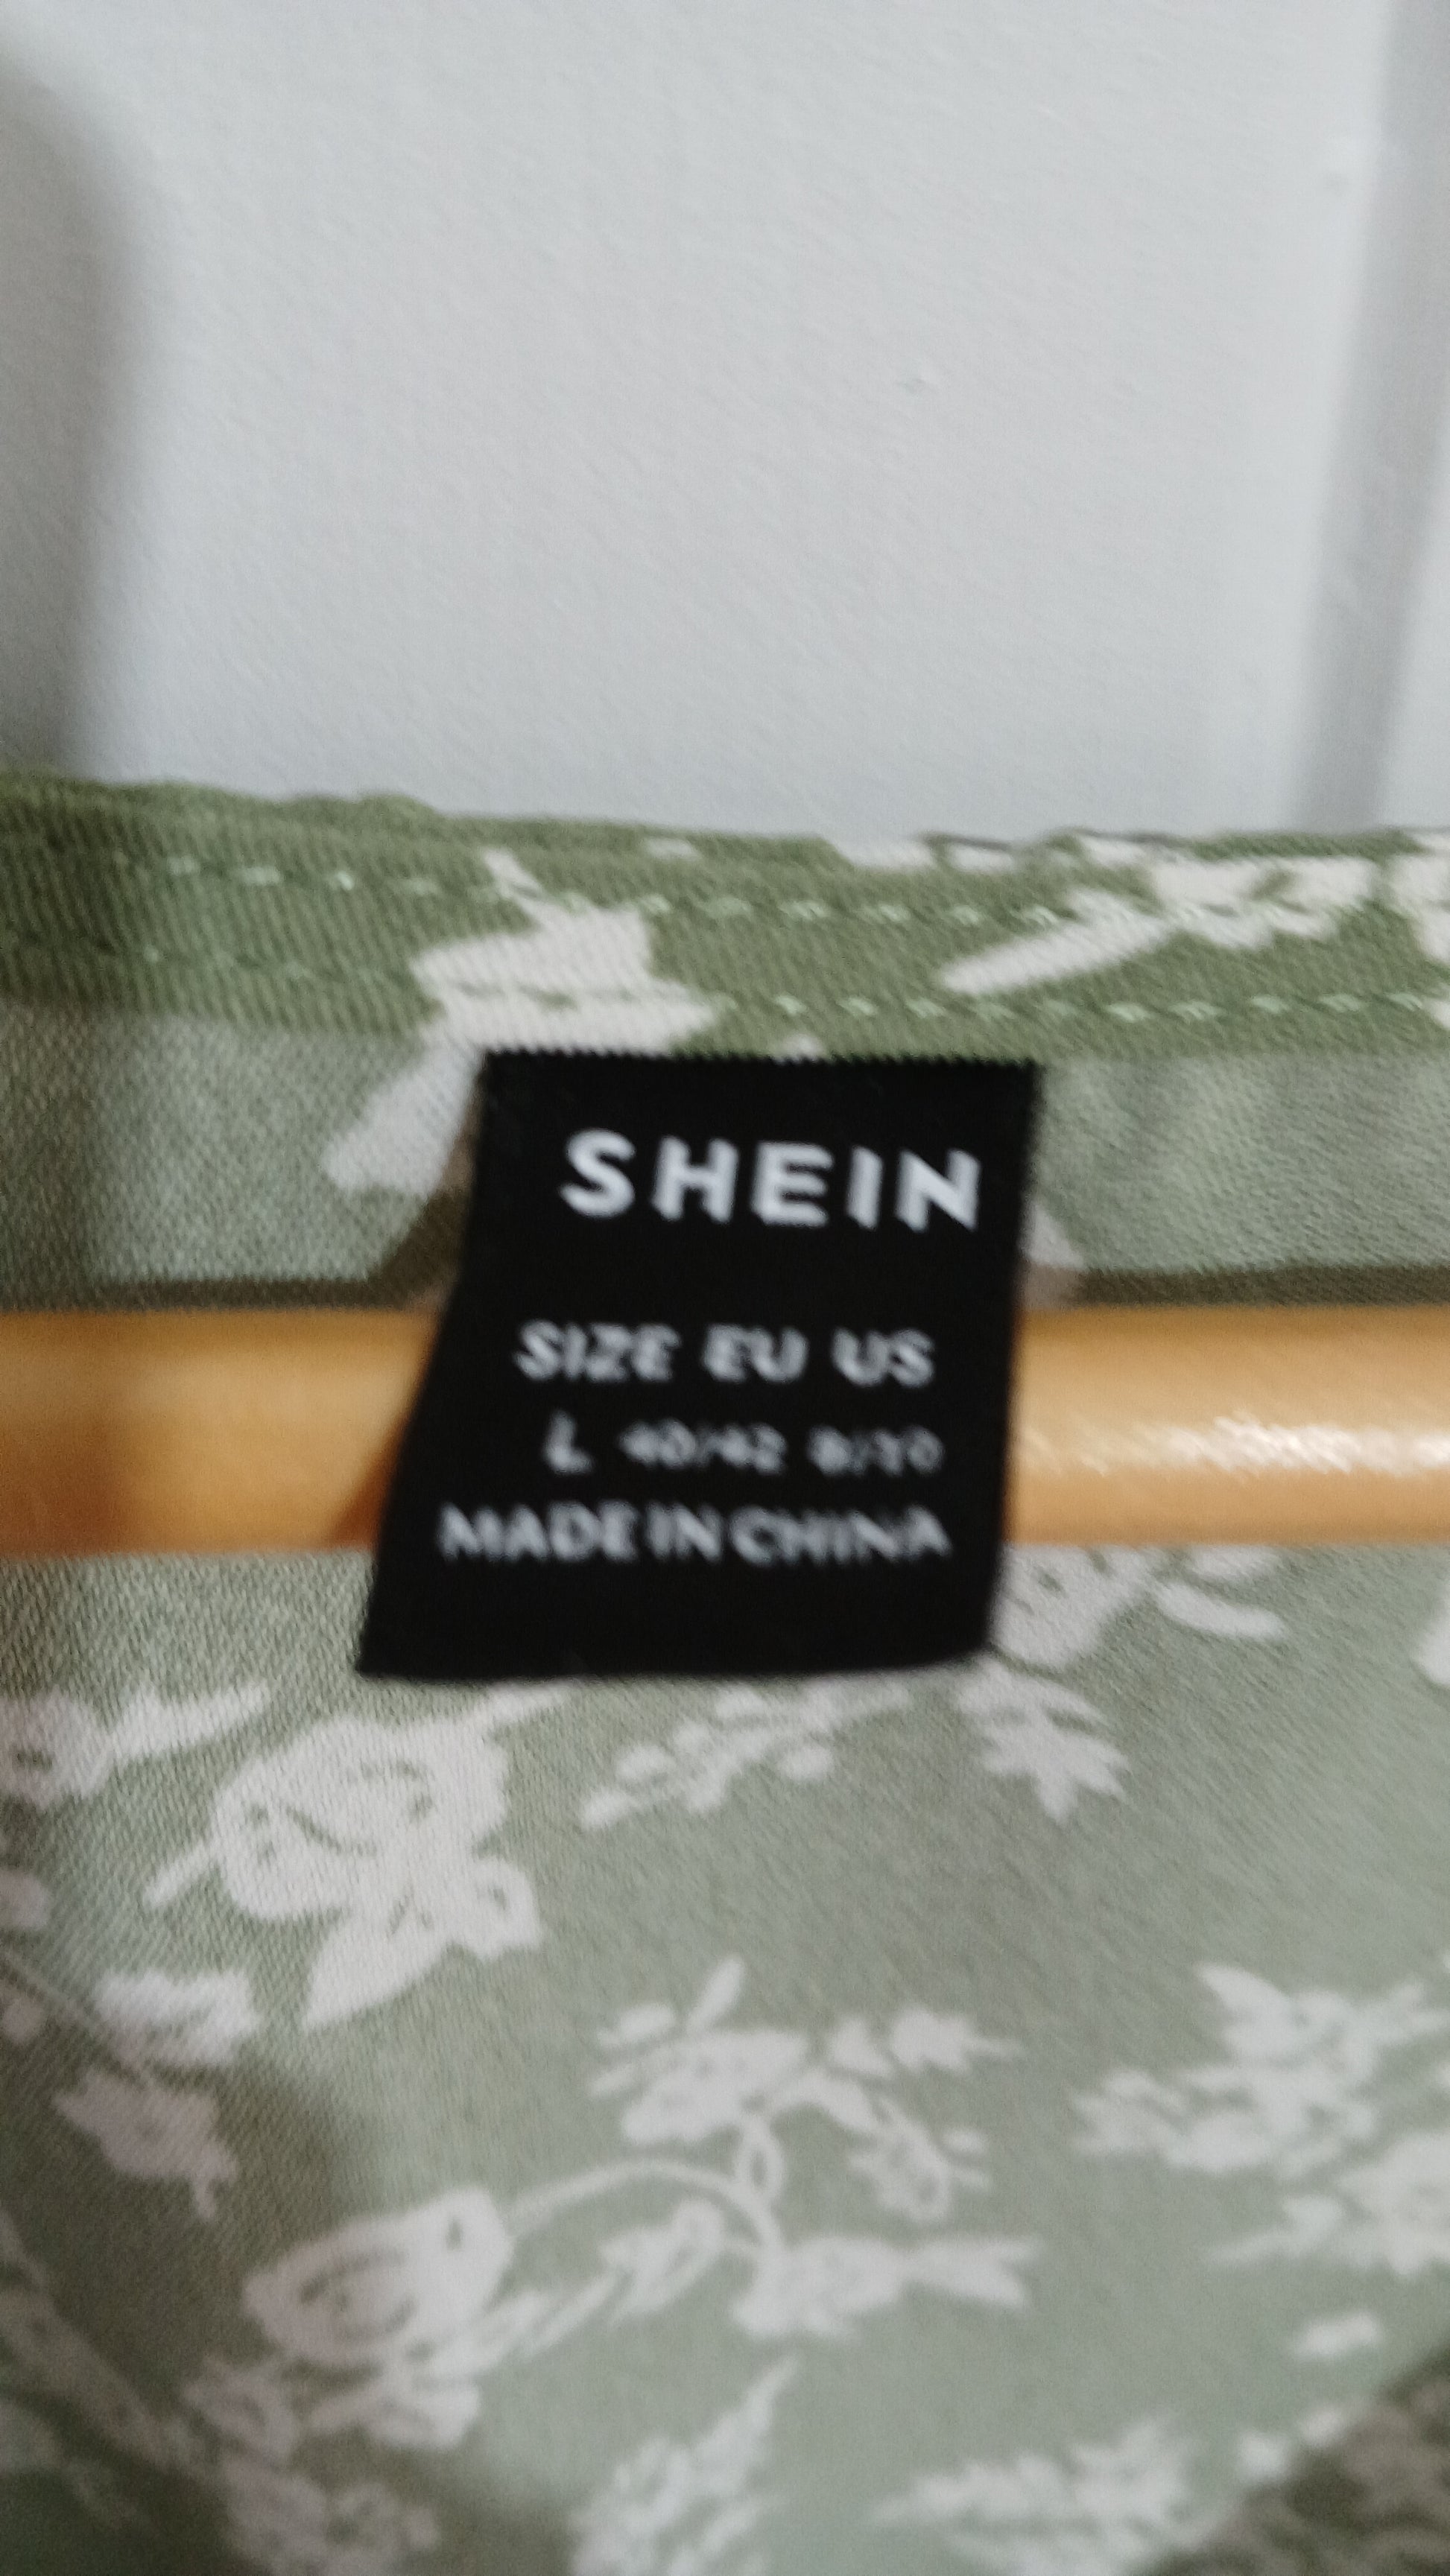 SHEIN
SIZE EU US
L 40/42 8/10
MADE IN CHINA